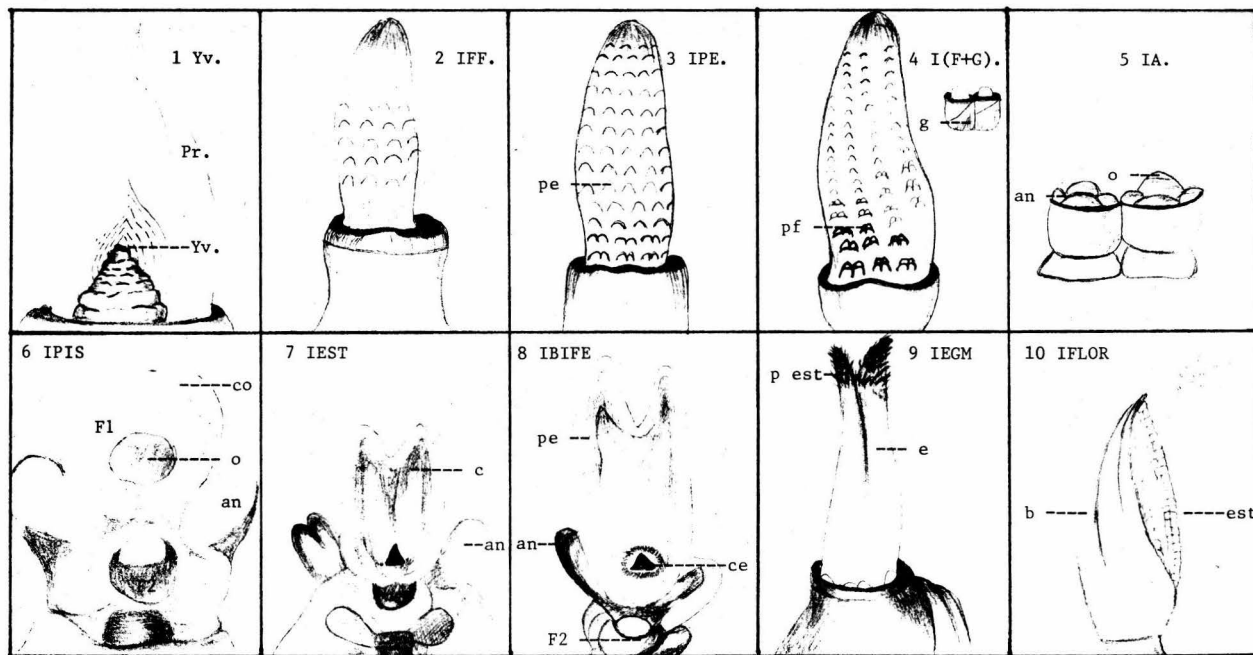 1 Yv.
Pr.
Yv.
2 IFF.
3 IPE.
pe
4 I(F+G).
g
pf
5 IA.
o
an
6 IPIS
co
F1
o
an
7 IEST
c
an
8 IBIFE
pe
an
ce
F2
9 IEGM
p est
e
10 IFLOR
b
est